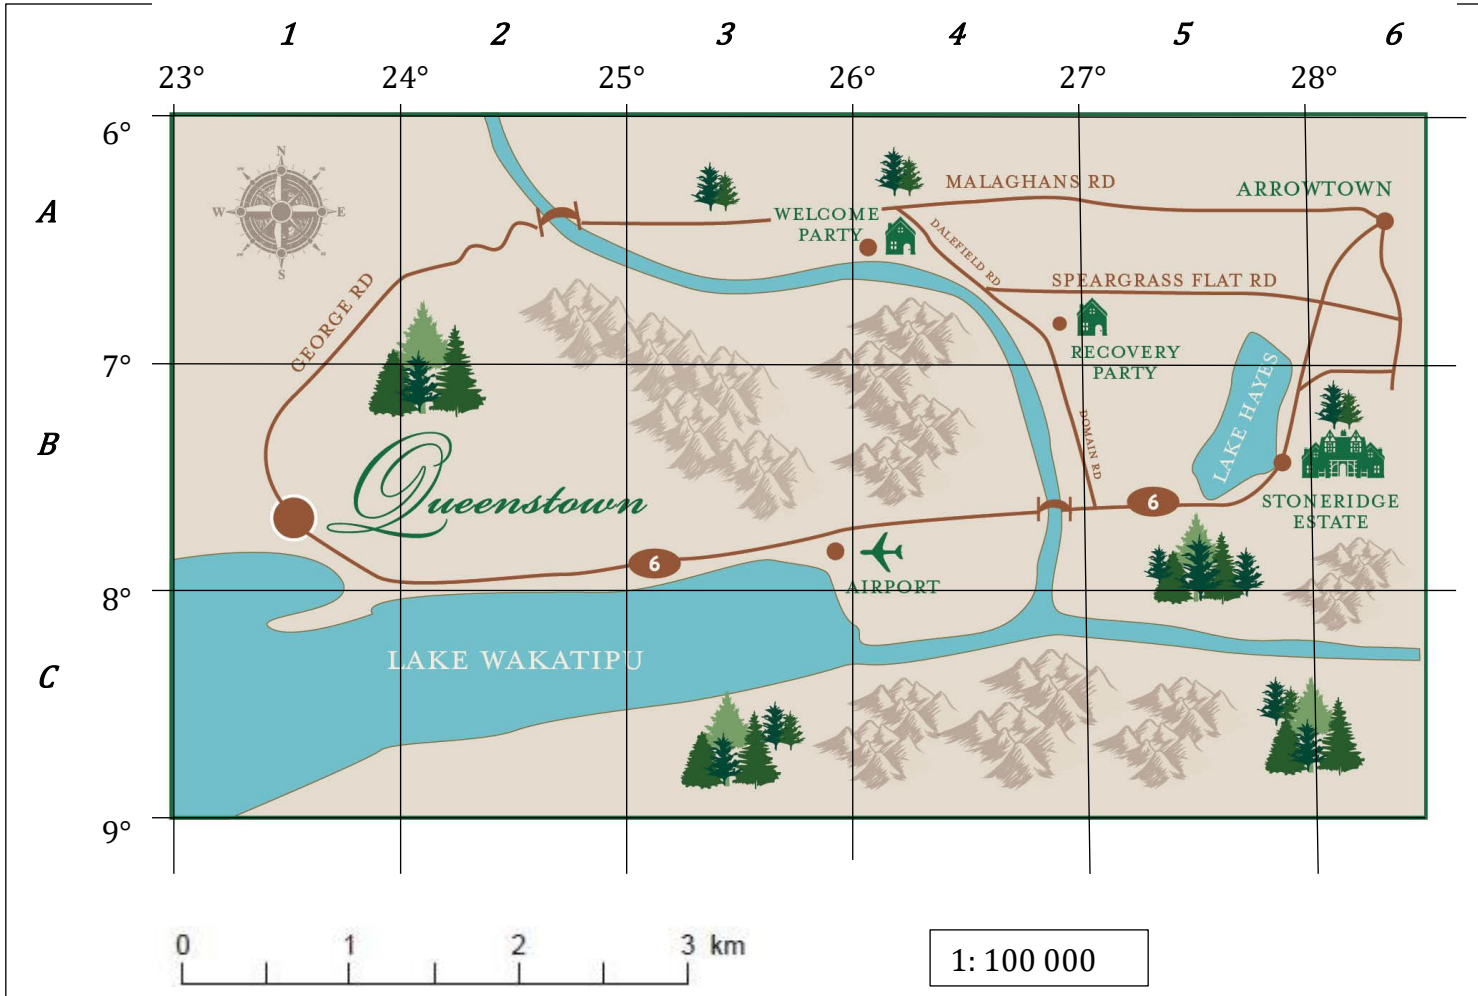 1 2 3 4 5 6
23° 24° 25° 26° 27° 28°
6°
N
W E
S
A
MALAGHANS RD
ARROWTOWN
WELCOME
PARTY
DALEFIELD RD
SPEARGRASS FLAT RD
GEORGE RD
RECOVERY
PARTY
7°
LAKE HAYES
B
DOMAIN RD
Queenstown
6
STONERIDGE
ESTATE
6
AIRPORT
8°
LAKE WAKATIPU
C
9°
0 1 2 3 km
1: 100 000